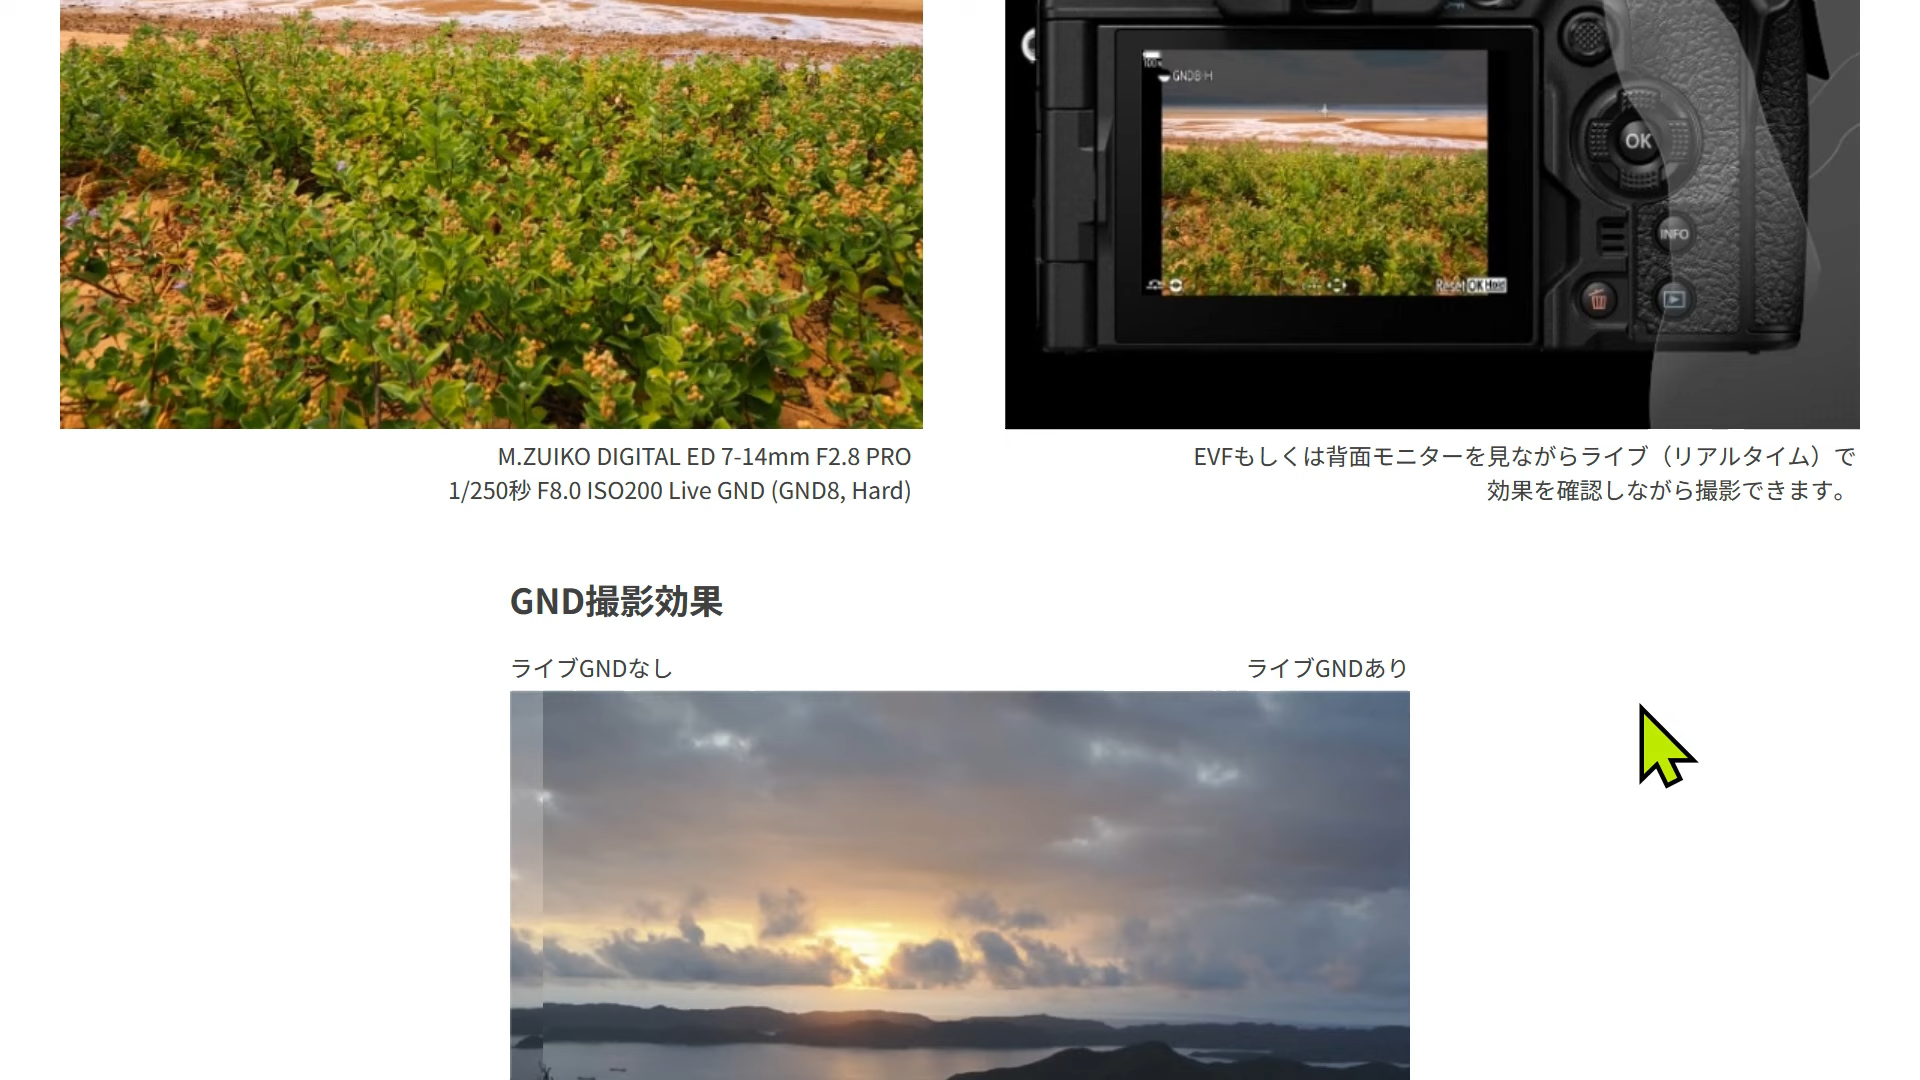 100%
GND8 H
OK
INFO
Reset OK Hold
M.ZUIKO DIGITAL ED 7-14mm F2.8 PRO
1/250秒 F8.0 ISO200 Live GND (GND8, Hard)
EVFもしくは背面モニターを見ながらライブ（リアルタイム）で
効果を確認しながら撮影できます。
GND撮影効果
ライブGNDなし
ライブGNDあり